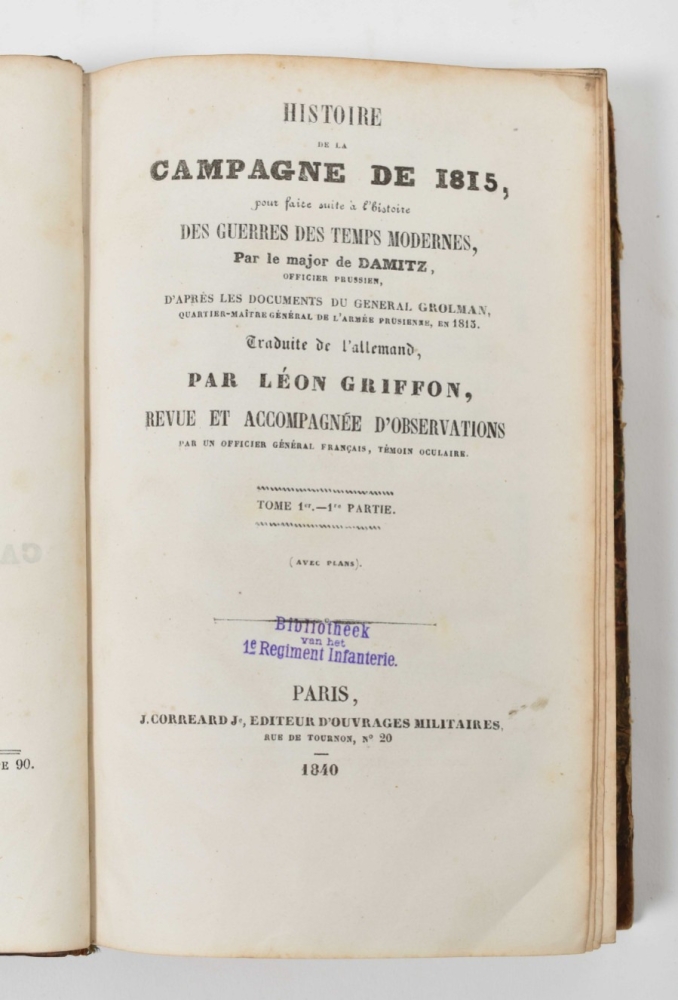 HISTOIRE
DE LA
CAMPAGNE DE 1815,
pour faire suite à l'histoire
DES GUERRES DES TEMPS MODERNES,
Par le major de DAMITZ,
OFFICIER PRUSSIEN,
D'APRÈS LES DOCUMENTS DU GENERAL GROLMAN,
QUARTIER-MAÎTRE GÉNÉRAL DE L'ARMÉE PRUSIENNE, EN 1815.
Traduite de l'allemand,
PAR LÉON GRIFFON,
REVUE ET ACCOMPAGNÉE D'OBSERVATIONS
PAR UN OFFICIER GÉNÉRAL FRANÇAIS, TÉMOIN OCULAIRE.
TOME 1er.—1re PARTIE.
(AVEC PLANS).
Bibliotheek
van het
1e Regiment Infanterie.
PARIS,
J. CORREARD Je, EDITEUR D'OUVRAGES MILITAIRES,
RUE DE TOURNON, No 20
1840
E 90.